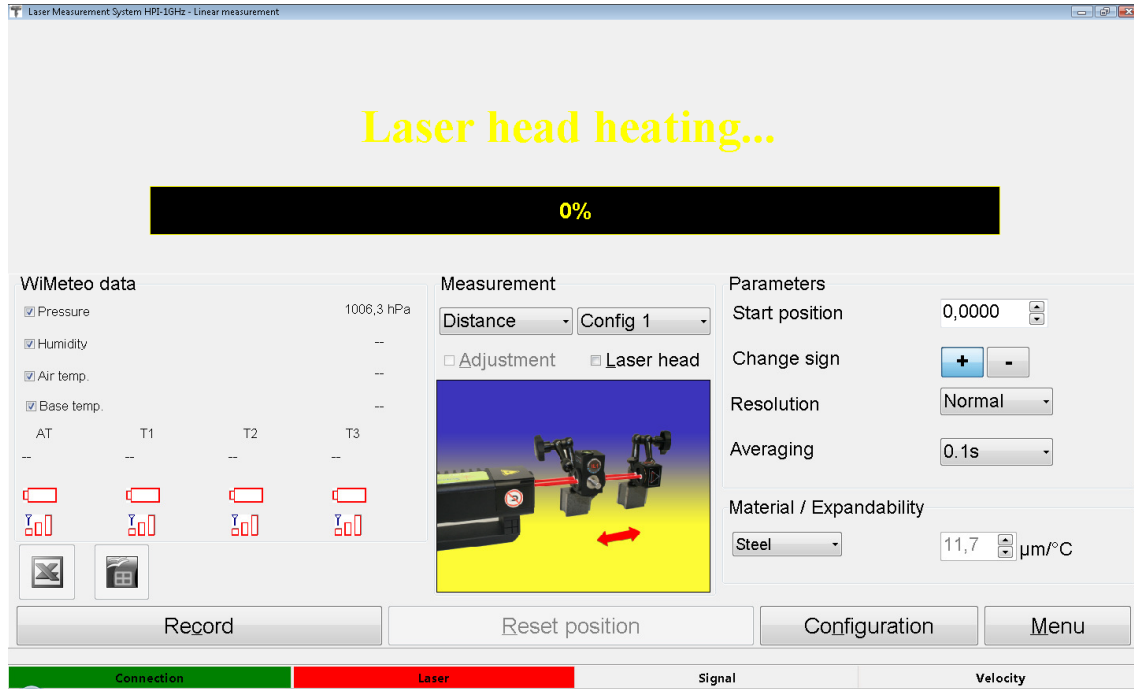 Laser Measurement System HPI-1GHz - Linear measurement
Laser head heating...
0%
WiMeteo data
Pressure 1006,3 hPa
Humidity --
Air temp. --
Base temp. --
AT T1 T2 T3
-- -- -- --
Measurement
Distance Config 1
Adjustment Laser head
Parameters
Start position 0,0000
Change sign + -
Resolution Normal
Averaging 0.1s
Material / Expandability
Steel 11,7 µm/°C
Record Reset position Configuration Menu
Connection Laser Signal Velocity